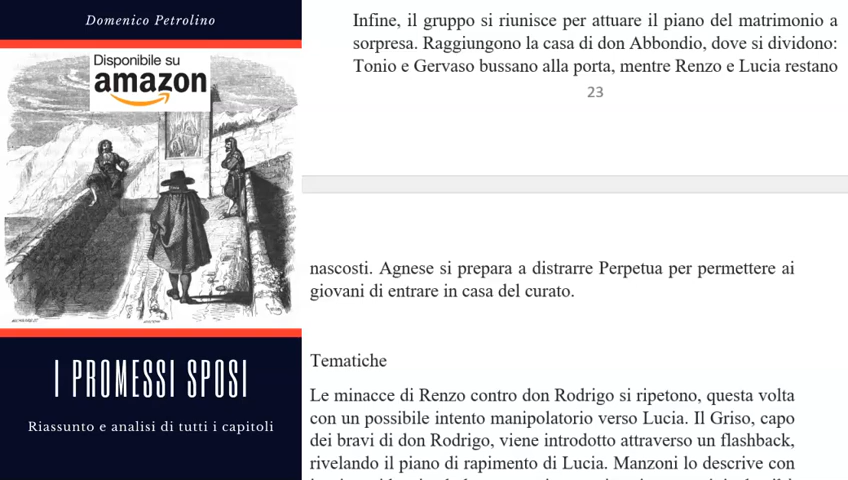 Domenico Petrolino
Disponibile su
amazon
I PROMESSI SPOSI
Riassunto e analisi di tutti i capitoli
Infine, il gruppo si riunisce per attuare il piano del matrimonio a
sorpresa. Raggiungono la casa di don Abbondio, dove si dividono:
Tonio e Gervaso bussano alla porta, mentre Renzo e Lucia restano
23
nascosti. Agnese si prepara a distrarre Perpetua per permettere ai
giovani di entrare in casa del curato.
Tematiche
Le minacce di Renzo contro don Rodrigo si ripetono, questa volta
con un possibile intento manipolatorio verso Lucia. Il Griso, capo
dei bravi di don Rodrigo, viene introdotto attraverso un flashback,
rivelando il piano di rapimento di Lucia. Manzoni lo descrive con